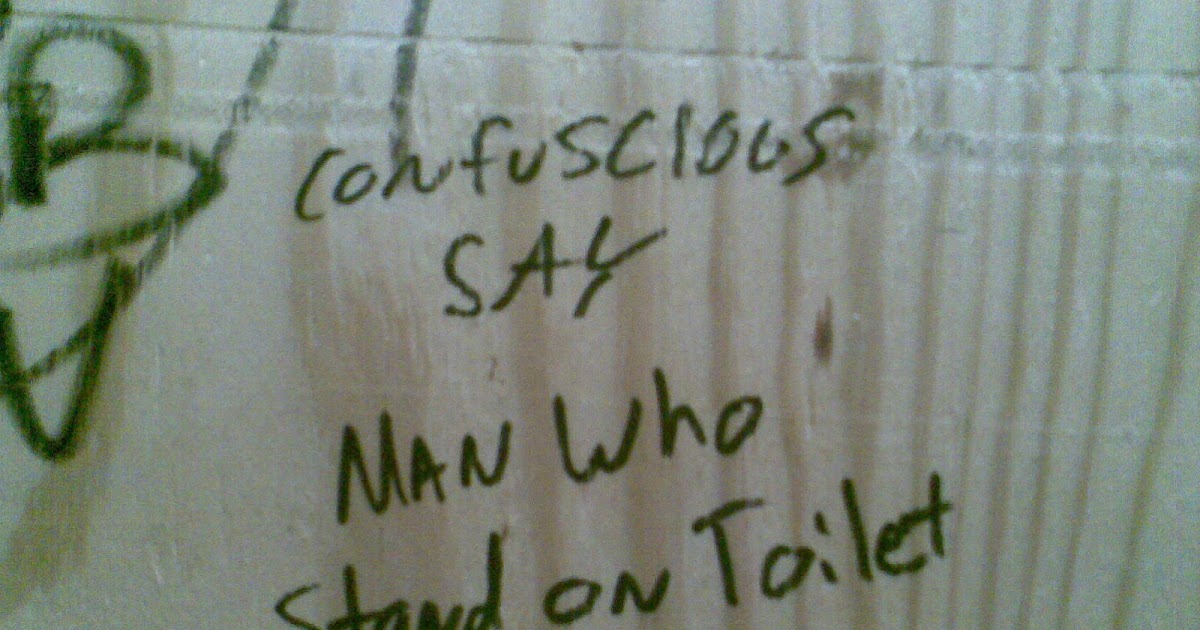 Confuscious
SAY
MAN Who
Stand on Toilet